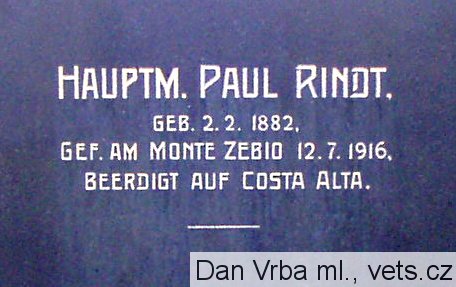 HAUPTM. PAUL RINDT.
GEB. 2. 2. 1882,
GEF. AM MONTE ZEBIO 12. 7. 1916,
BEERDIGT AUF COSTA ALTA.
Dan Vrba ml., vets.cz